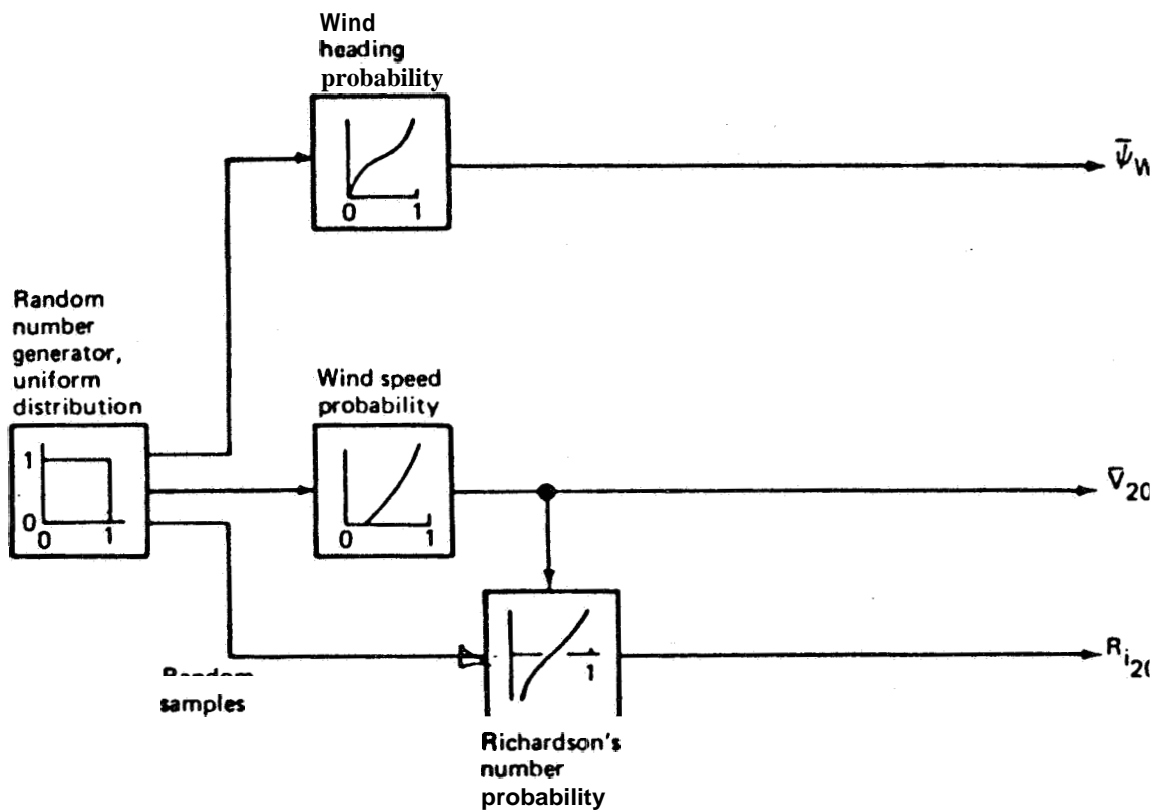 Wind
heading
probability
0 1
ψ̄W
Random
number
generator,
uniform
distribution
1
0
0 1
Wind speed
probability
0 1
V̄20
1
Ri20
samples
Richardson's
number
probability